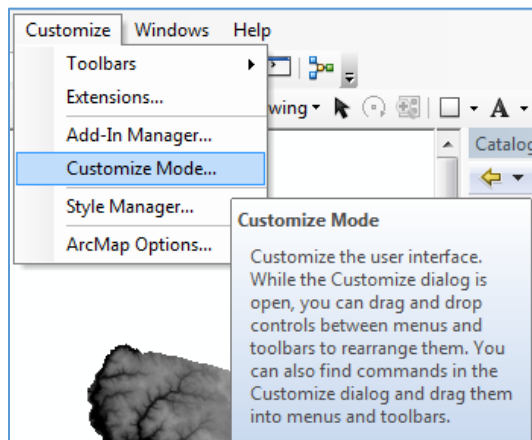 Customize Windows Help
Toolbars
Extensions...
wing
A
Add-In Manager...
Catalog
Customize Mode...
Style Manager...
Customize Mode
ArcMap Options...
Customize the user interface.
While the Customize dialog is
open, you can drag and drop
controls between menus and
toolbars to rearrange them. You
can also find commands in the
Customize dialog and drag them
into menus and toolbars.